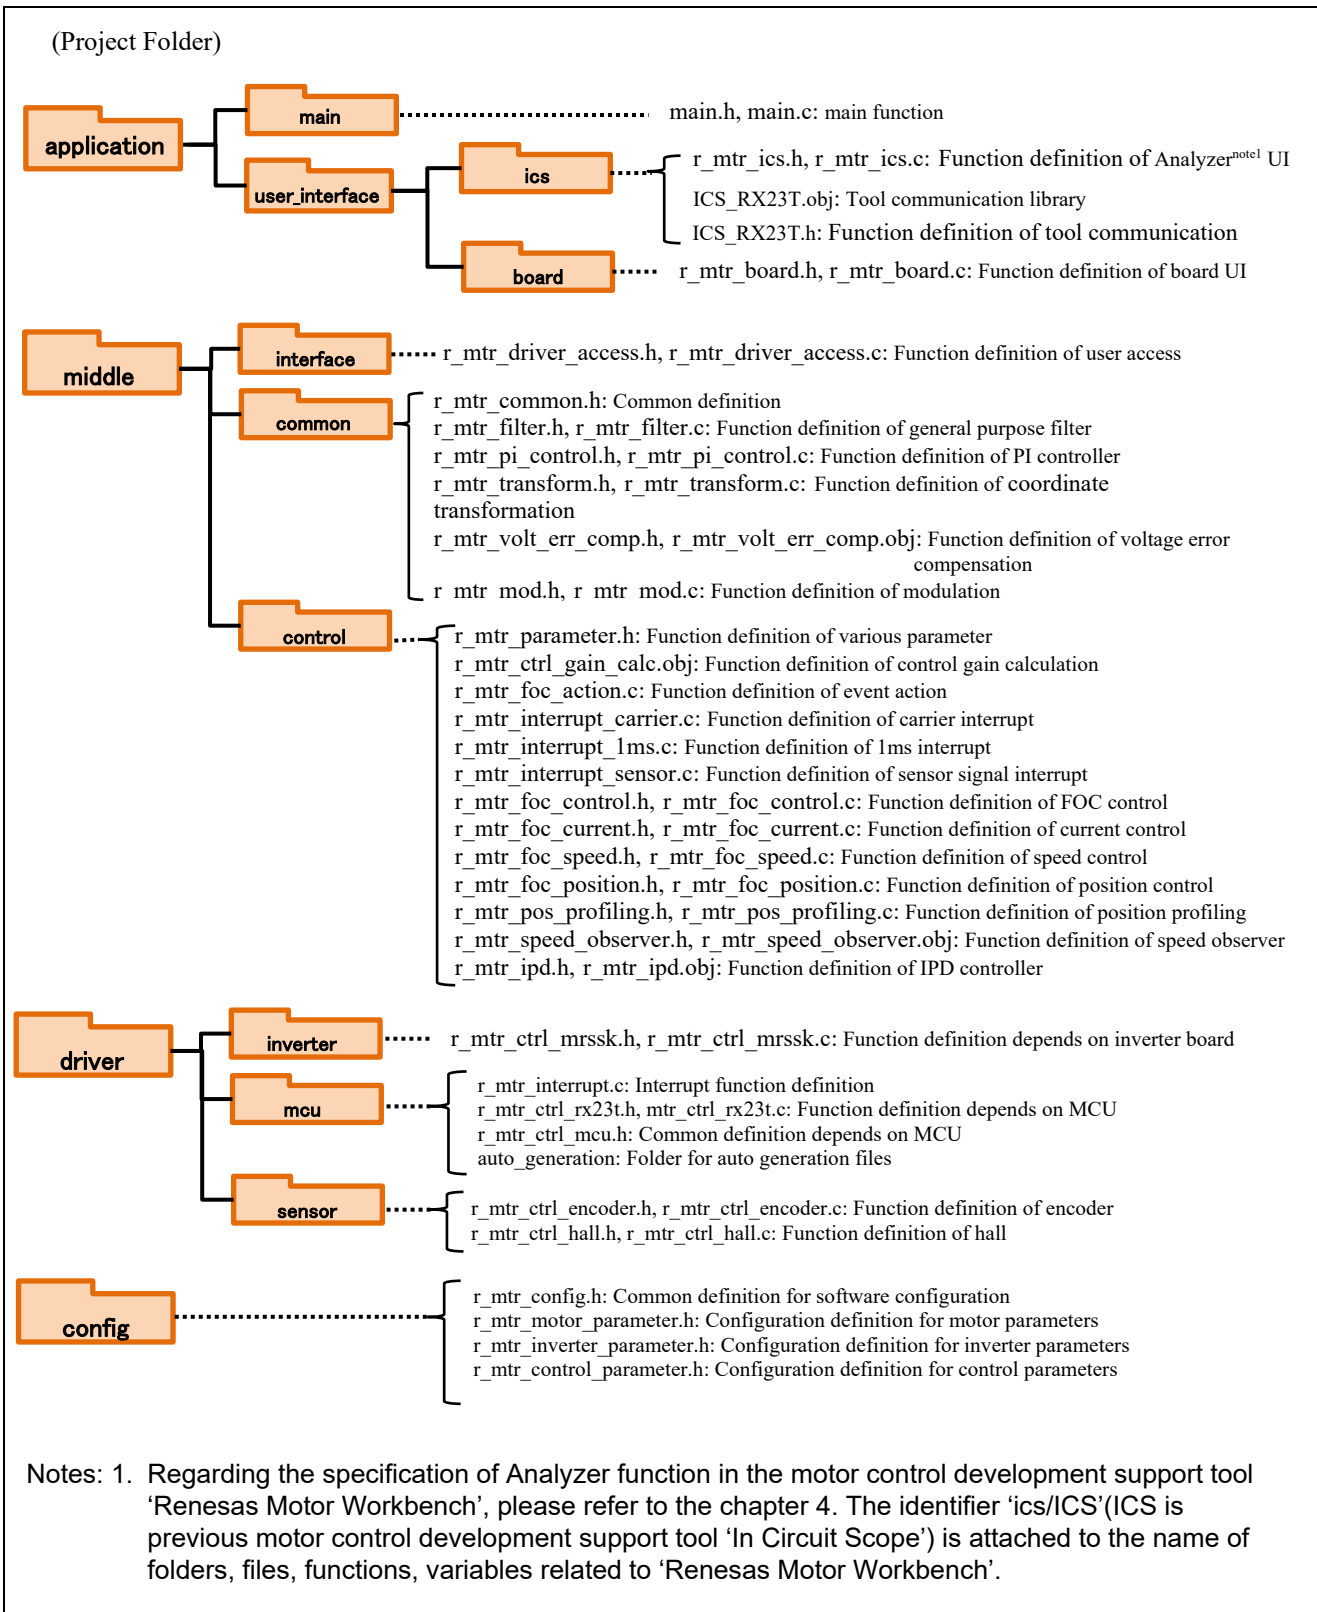 (Project Folder)
application
main
main.h, main.c: main function
user_interface
ics
r_mtr_ics.h, r_mtr_ics.c: Function definition of Analyzernote1 UI
ICS_RX23T.obj: Tool communication library
ICS_RX23T.h: Function definition of tool communication
board
r_mtr_board.h, r_mtr_board.c: Function definition of board UI
middle
interface
r_mtr_driver_access.h, r_mtr_driver_access.c: Function definition of user access
common
r_mtr_common.h: Common definition
r_mtr_filter.h, r_mtr_filter.c: Function definition of general purpose filter
r_mtr_pi_control.h, r_mtr_pi_control.c: Function definition of PI controller
r_mtr_transform.h, r_mtr_transform.c: Function definition of coordinate
transformation
r_mtr_volt_err_comp.h, r_mtr_volt_err_comp.obj: Function definition of voltage error
compensation
r mtr mod.h, r mtr mod.c: Function definition of modulation
control
r_mtr_parameter.h: Function definition of various parameter
r_mtr_ctrl_gain_calc.obj: Function definition of control gain calculation
r_mtr_foc_action.c: Function definition of event action
r_mtr_interrupt_carrier.c: Function definition of carrier interrupt
r_mtr_interrupt_1ms.c: Function definition of 1ms interrupt
r_mtr_interrupt_sensor.c: Function definition of sensor signal interrupt
r_mtr_foc_control.h, r_mtr_foc_control.c: Function definition of FOC control
r_mtr_foc_current.h, r_mtr_foc_current.c: Function definition of current control
r_mtr_foc_speed.h, r_mtr_foc_speed.c: Function definition of speed control
r_mtr_foc_position.h, r_mtr_foc_position.c: Function definition of position control
r_mtr_pos_profiling.h, r_mtr_pos_profiling.c: Function definition of position profiling
r_mtr_speed_observer.h, r_mtr_speed_observer.obj: Function definition of speed observer
r_mtr_ipd.h, r_mtr_ipd.obj: Function definition of IPD controller
driver
inverter
r_mtr_ctrl_mrssk.h, r_mtr_ctrl_mrssk.c: Function definition depends on inverter board
mcu
r_mtr_interrupt.c: Interrupt function definition
r_mtr_ctrl_rx23t.h, mtr_ctrl_rx23t.c: Function definition depends on MCU
r_mtr_ctrl_mcu.h: Common definition depends on MCU
auto_generation: Folder for auto generation files
sensor
r_mtr_ctrl_encoder.h, r_mtr_ctrl_encoder.c: Function definition of encoder
r_mtr_ctrl_hall.h, r_mtr_ctrl_hall.c: Function definition of hall
config
r_mtr_config.h: Common definition for software configuration
r_mtr_motor_parameter.h: Configuration definition for motor parameters
r_mtr_inverter_parameter.h: Configuration definition for inverter parameters
r_mtr_control_parameter.h: Configuration definition for control parameters
Notes: 1. Regarding the specification of Analyzer function in the motor control development support tool
‘Renesas Motor Workbench’, please refer to the chapter 4. The identifier ‘ics/ICS’(ICS is
previous motor control development support tool ‘In Circuit Scope’) is attached to the name of
folders, files, functions, variables related to ‘Renesas Motor Workbench’.